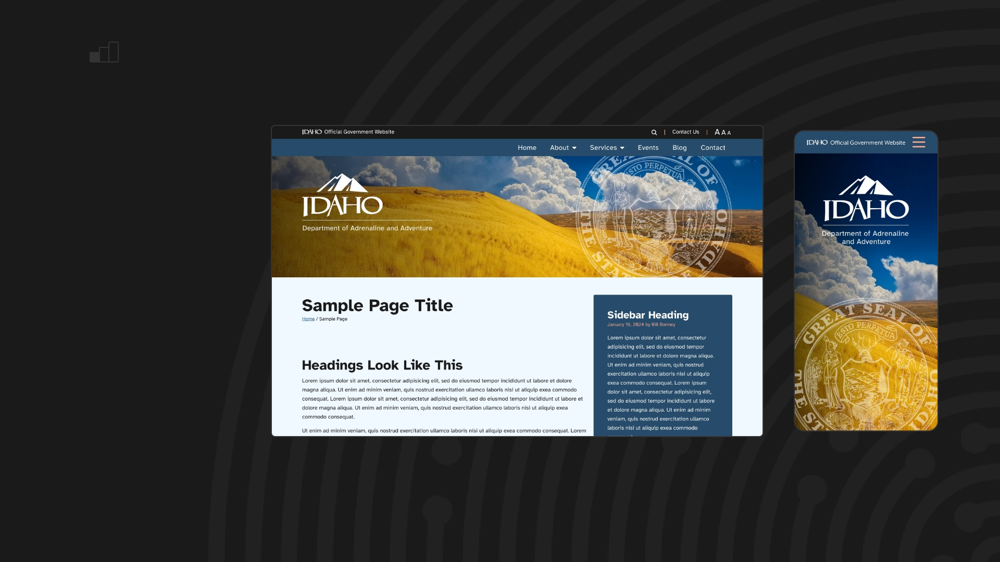 IDAHO Official Government Website
Contact Us
A A A
Home About Services Events Blog Contact
IDAHO
Department of Adrenaline and Adventure
GREAT SEAL OF
THE STATE OF IDAHO
ESTO PERPETUA
Sample Page Title
Home / Sample Page
Headings Look Like This
Lorem ipsum dolor sit amet, consectetur adipisicing elit, sed do eiusmod tempor incididunt ut labore et dolore
magna aliqua. Ut enim ad minim veniam, quis nostrud exercitation ullamco laboris nisi ut aliquip exea commodo
consequat. Lorem ipsum dolor sit amet, consectetur adipisicing elit, sed do eiusmod tempor incididunt ut labore et
dolore magna aliqua. Ut enim ad minim veniam, quis nostrud exercitation ullamco laboris nisi ut aliquip exea
commodo consequat.
Ut enim ad minim veniam, quis nostrud exercitation ullamco laboris nisi ut aliquip exea commodo consequat. Lorem
Sidebar Heading
January 16, 2024 by Bill Bonney
Lorem ipsum dolor sit amet, consectetur
adipisicing elit, sed do eiusmod tempor
incididunt ut labore et dolore magna aliqua.
Ut enim ad minim veniam, quis nostrud
exercitation ullamco laboris nisi ut aliquip
exea commodo consequat. Lorem ipsum
dolor sit amet, consectetur adipisicing elit,
sed do eiusmod tempor incididunt ut labore
et dolore magna aliqua. Ut enim ad minim
veniam, quis nostrud exercitation ullamco
laboris nisi ut aliquip exea commodo
IDAHO Official Government Website
IDAHO
Department of Adrenaline
and Adventure
GREAT SEAL OF
ESTO PERPETUA
THE
IDAHO